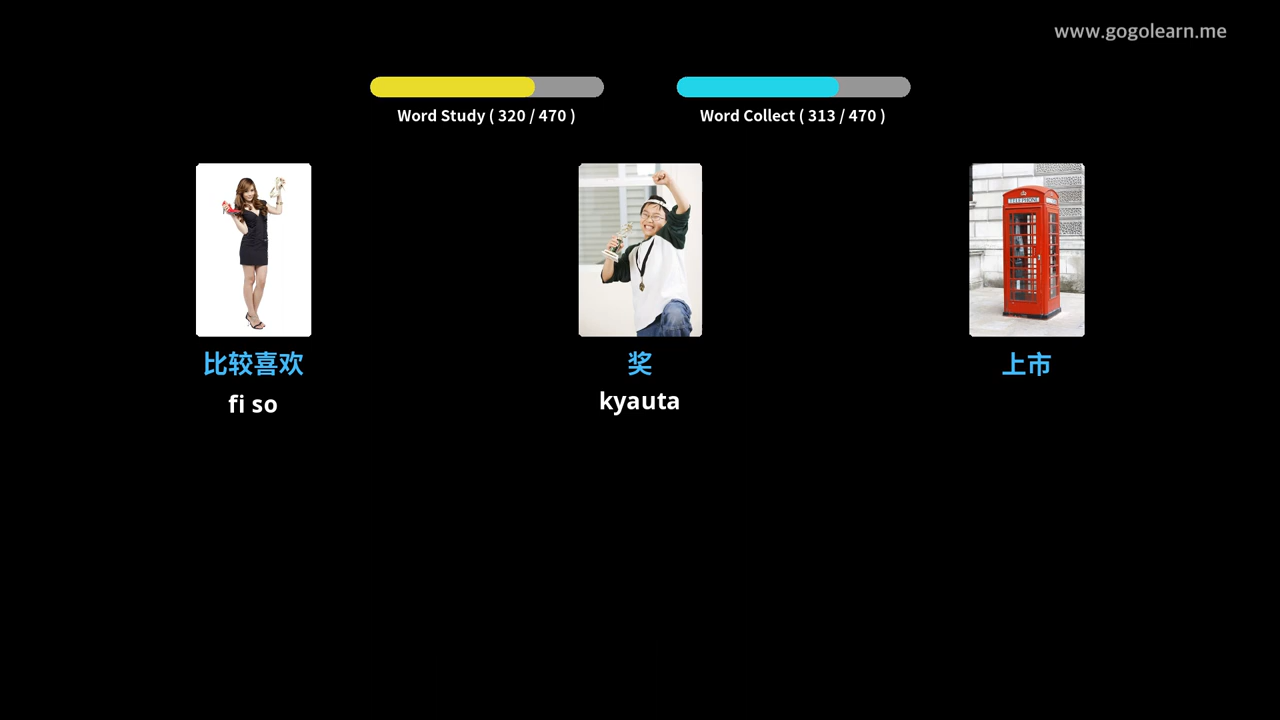 www.gogolearn.me
Word Study ( 320 / 470 )
Word Collect ( 313 / 470 )
TELEPHONE
比较喜欢
奖
上市
fi so
kyauta